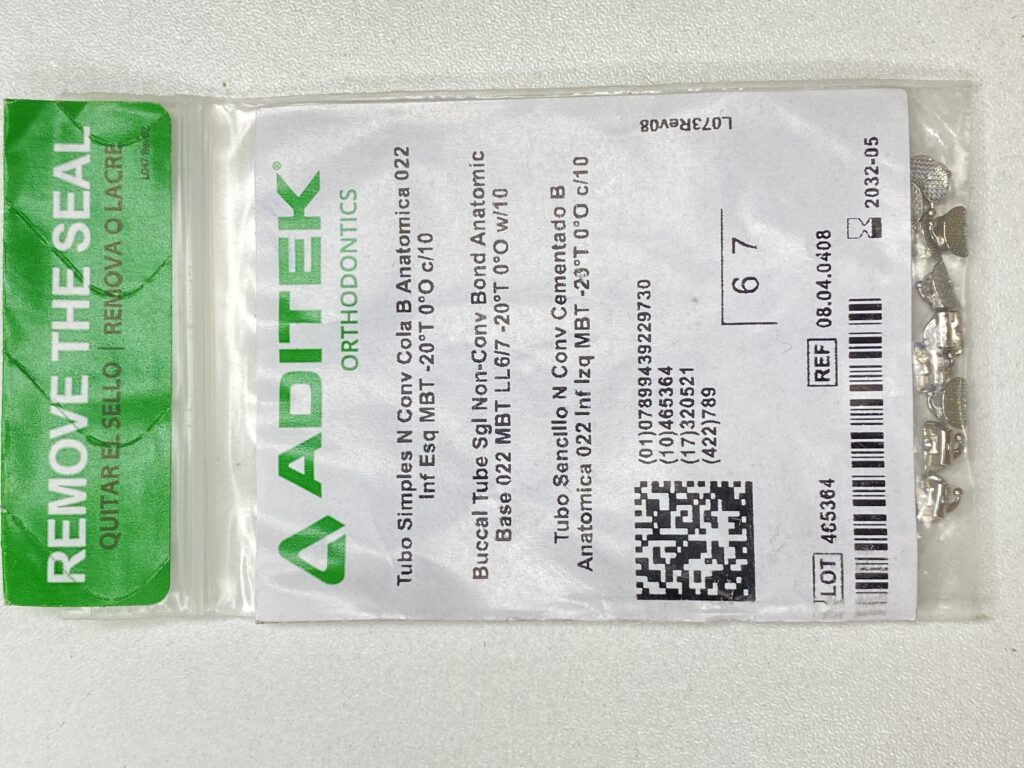 REMOVE THE SEAL
QUITAR EL SELLO | REMOVA O LACRE
ADITEK®
ORTHODONTICS
Tubo Simples N Conv Cola B Anatomica 022
Inf Esq MBT -20°T 0°O c/10
Buccal Tube Sgl Non-Conv Bond Anatomic
Base 022 MBT LL6/7 -20°T 0°O w/10
Tubo Sencillo N Conv Cementado B
Anatomica 022 Inf Izq MBT -20°T 0°O c/10
(01)07899439229730
(10)465364
(17)320521
(422)789
6 7
L073Rev08
LOT 465364
REF 08.04.0408
2032-05